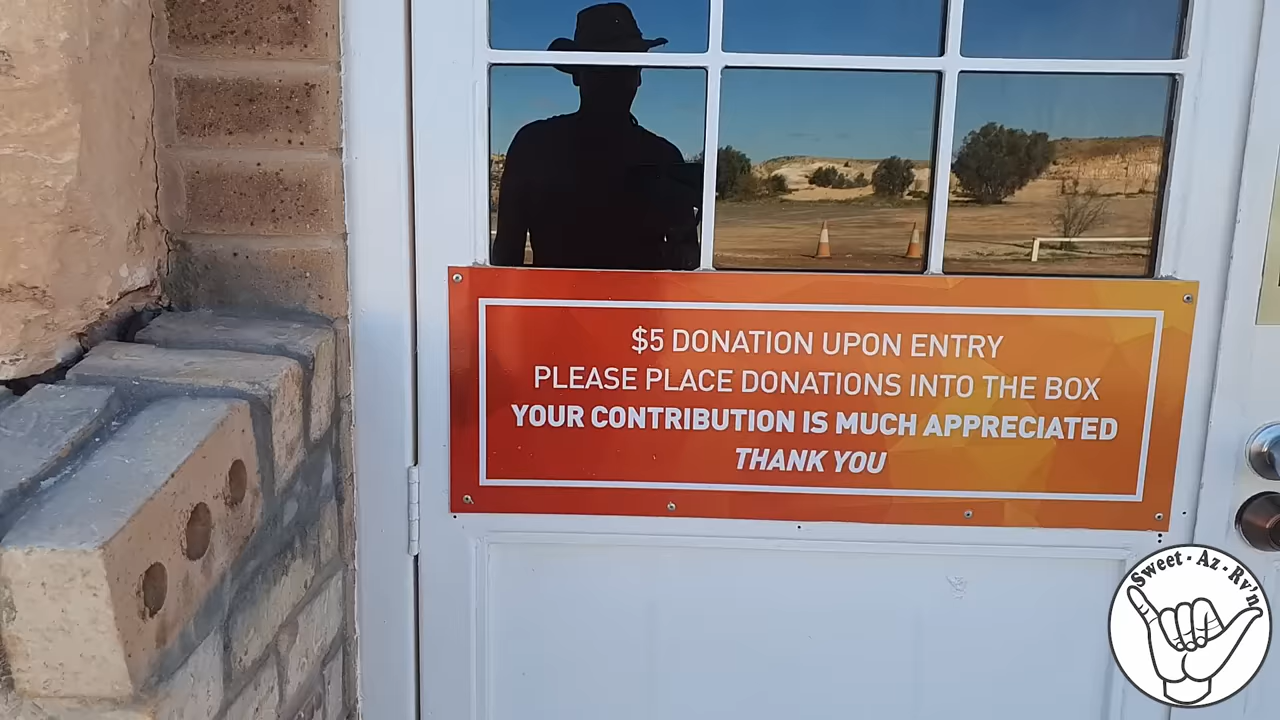 $5 DONATION UPON ENTRY
PLEASE PLACE DONATIONS INTO THE BOX
YOUR CONTRIBUTION IS MUCH APPRECIATED
THANK YOU
Sweet - Az - Rv'n